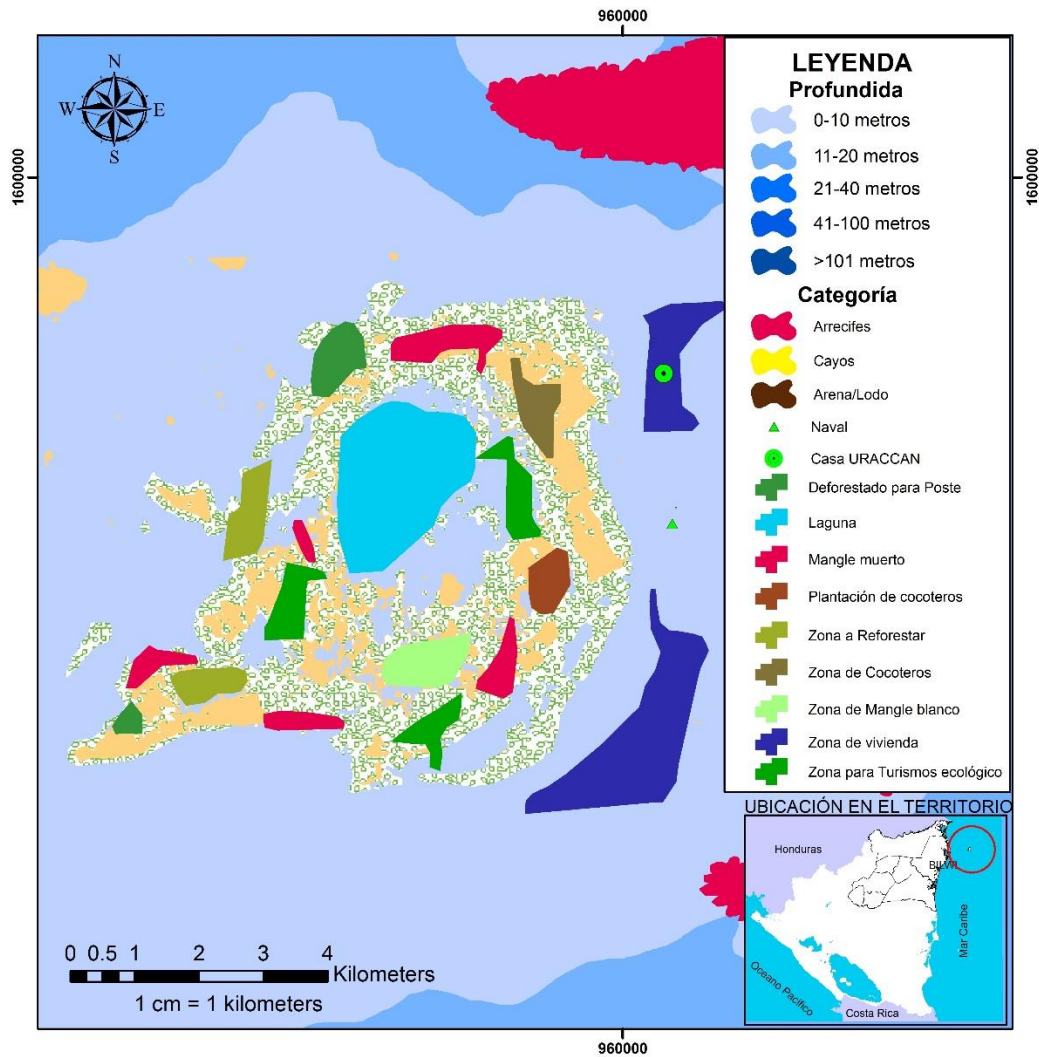 960000
N
W E
S
1600000
1600000
LEYENDA
Profundida
0-10 metros
11-20 metros
21-40 metros
41-100 metros
>101 metros
Categoría
Arrecifes
Cayos
Arena/Lodo
Naval
Casa URACCAN
Deforestado para Poste
Laguna
Mangle muerto
Plantación de cocoteros
Zona a Reforestar
Zona de Cocoteros
Zona de Mangle blanco
Zona de vivienda
Zona para Turismos ecológico
UBICACIÓN EN EL TERRITORIO
Honduras
Mar Caribe
Oceano Pacífico
Costa Rica
0 0.5 1 2 3 4
Kilometers
1 cm = 1 kilometers
960000